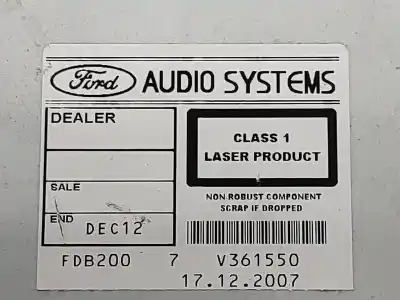 Ford AUDIO SYSTEMS
DEALER
CLASS 1
LASER PRODUCT
SALE
NON-ROBUST COMPONENT
SCRAP IF DROPPED
END
DEC12
FDB200 7 V361550
17.12.2007